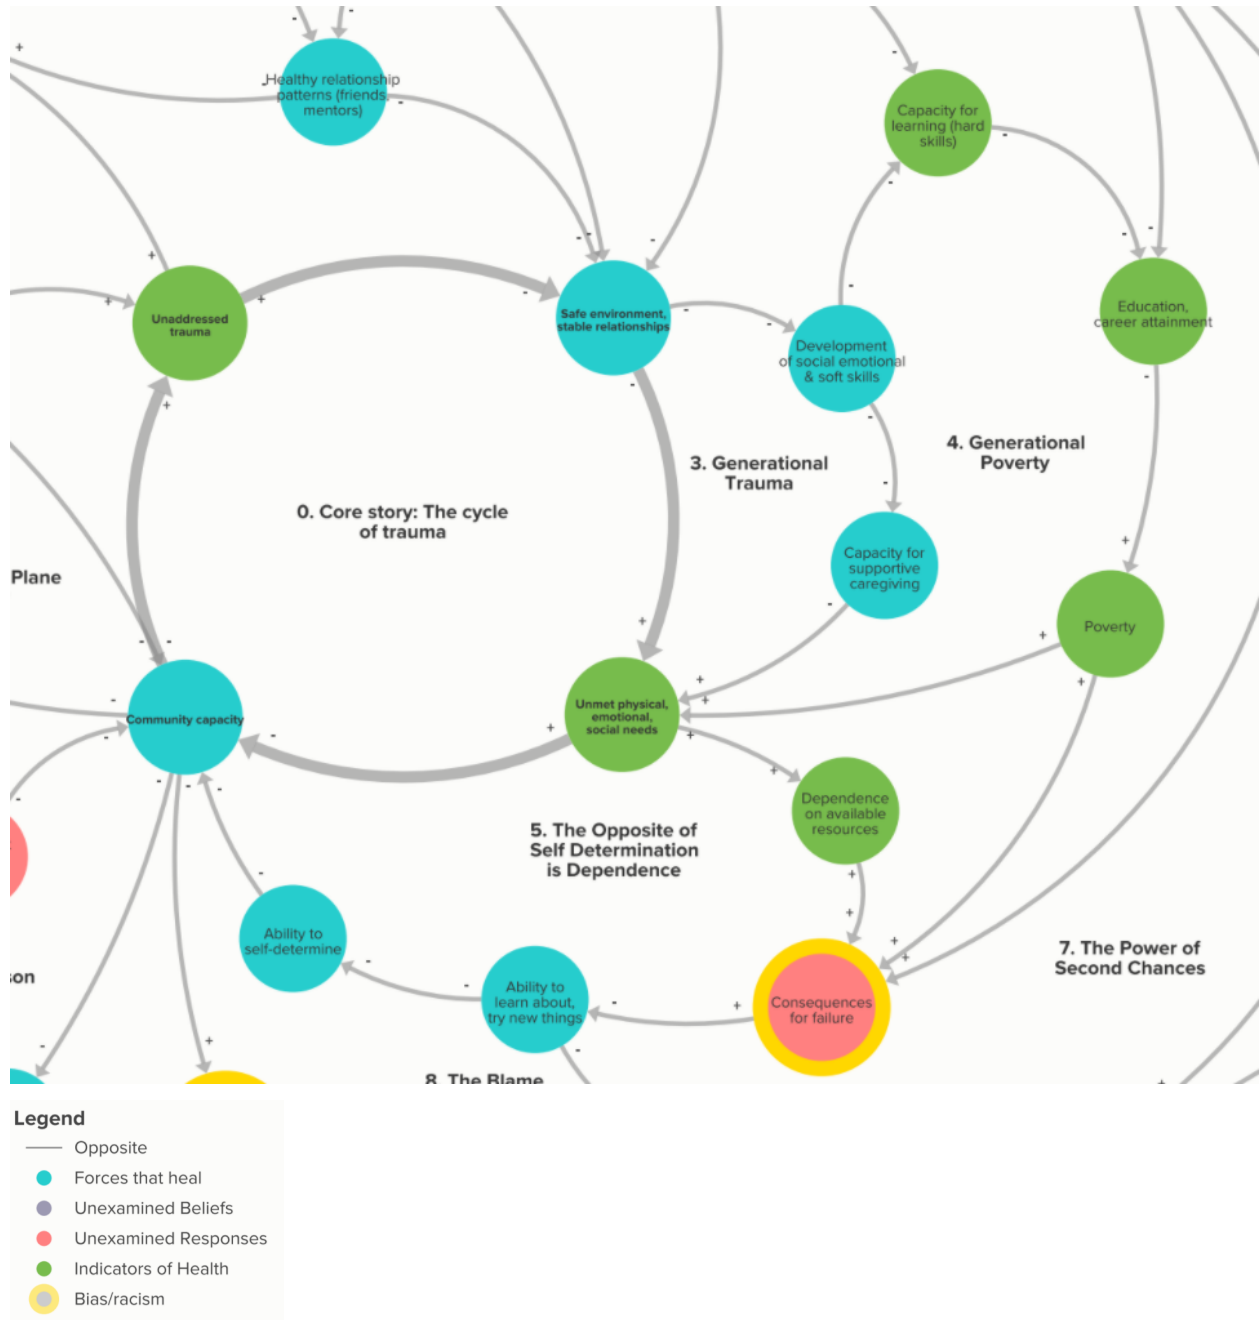 Healthy relationship
patterns (friends,
mentors)
Capacity for
learning (hard
skills)
Unaddressed
trauma
Safe environment,
stable relationships
Education,
career attainment
Development
of social emotional
& soft skills
3. Generational
Trauma
4. Generational
Poverty
0. Core story: The cycle
of trauma
Capacity for
supportive
caregiving
Plane
Poverty
Community capacity
Unmet physical,
emotional,
social needs
Dependence
on available
resources
5. The Opposite of
Self Determination
is Dependence
Ability to
self-determine
7. The Power of
Second Chances
son
Ability to
learn about,
try new things
Consequences
for failure
8. The Blame
Legend
Opposite
Forces that heal
Unexamined Beliefs
Unexamined Responses
Indicators of Health
Bias/racism